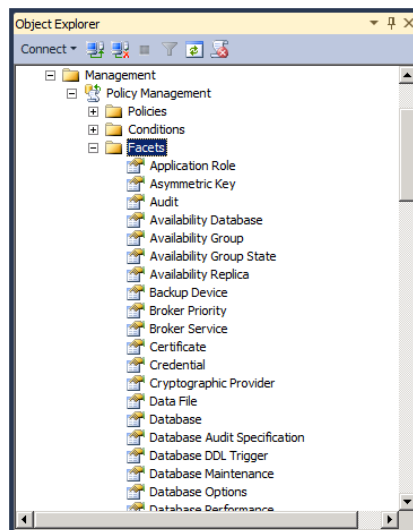 Object Explorer
Connect
Management
Policy Management
Policies
Conditions
Facets
Application Role
Asymmetric Key
Audit
Availability Database
Availability Group
Availability Group State
Availability Replica
Backup Device
Broker Priority
Broker Service
Certificate
Credential
Cryptographic Provider
Data File
Database
Database Audit Specification
Database DDL Trigger
Database Maintenance
Database Options
Database Performance